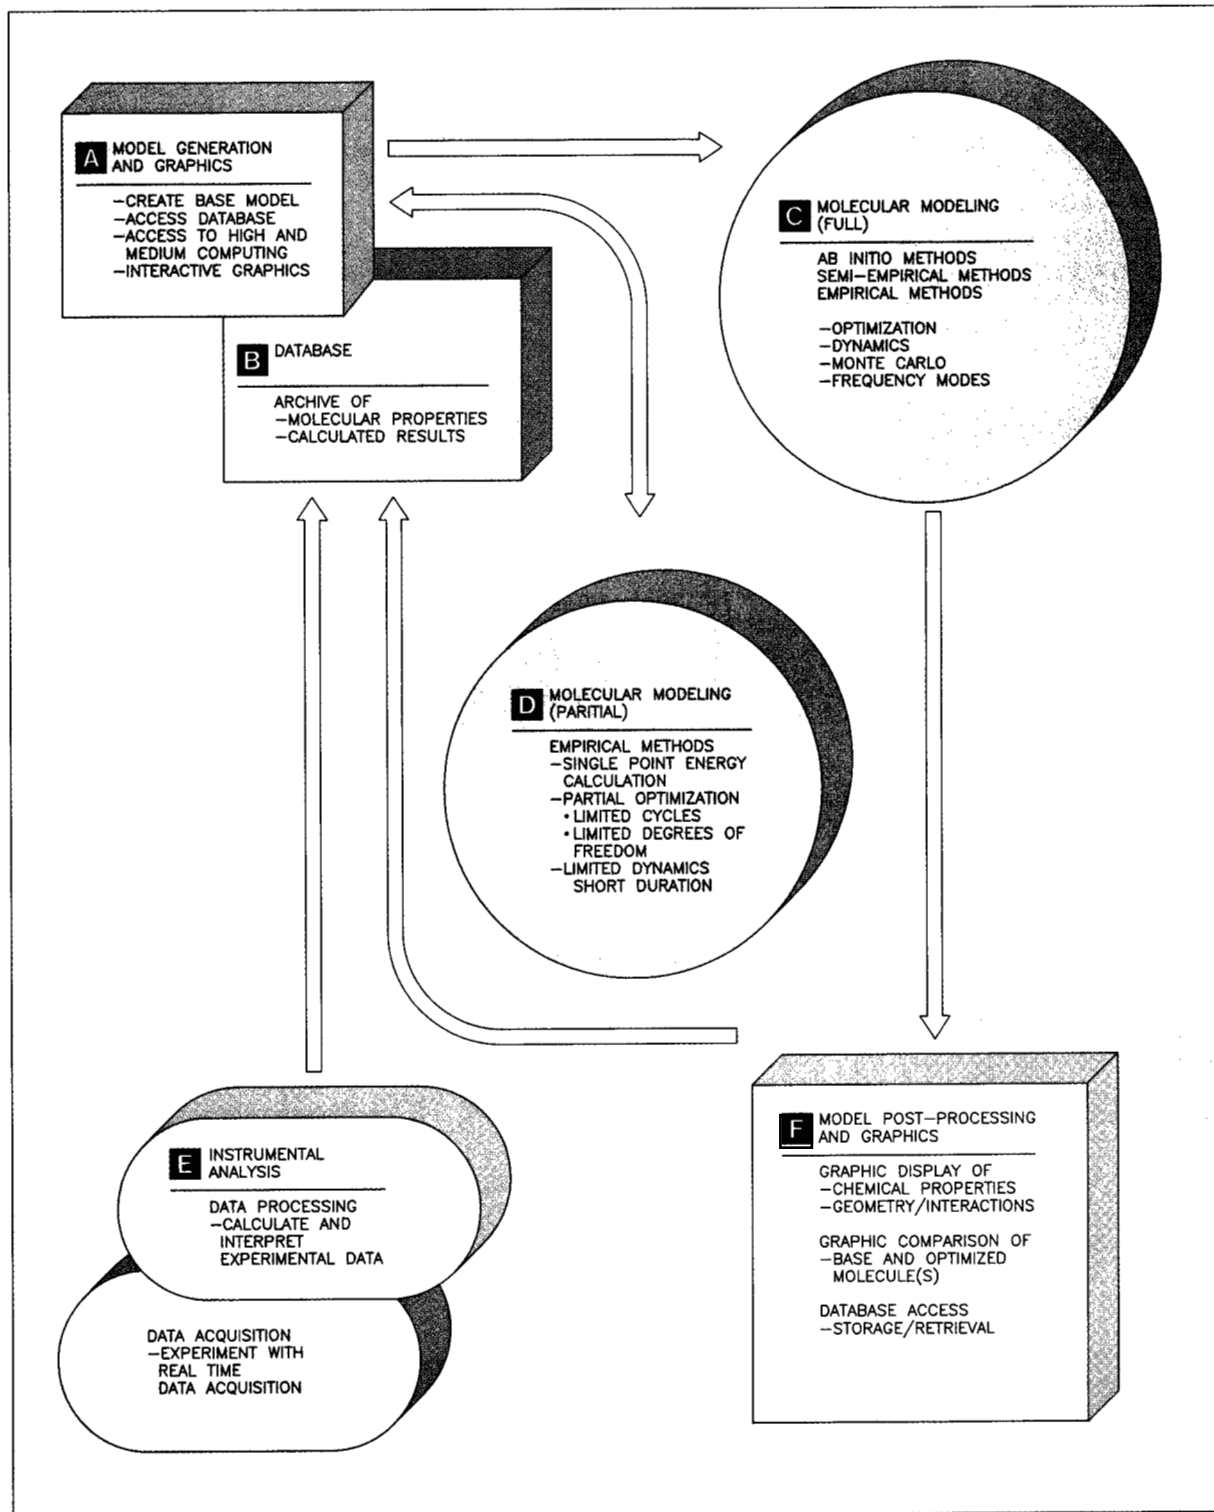 A MODEL GENERATION
AND GRAPHICS
–CREATE BASE MODEL
–ACCESS DATABASE
–ACCESS TO HIGH AND
MEDIUM COMPUTING
–INTERACTIVE GRAPHICS
B DATABASE
ARCHIVE OF
–MOLECULAR PROPERTIES
–CALCULATED RESULTS
C MOLECULAR MODELING
(FULL)
AB INITIO METHODS
SEMI–EMPIRICAL METHODS
EMPIRICAL METHODS
–OPTIMIZATION
–DYNAMICS
–MONTE CARLO
–FREQUENCY MODES
D MOLECULAR MODELING
(PARITIAL)
EMPIRICAL METHODS
–SINGLE POINT ENERGY
CALCULATION
–PARTIAL OPTIMIZATION
• LIMITED CYCLES
• LIMITED DEGREES OF
FREEDOM
–LIMITED DYNAMICS
SHORT DURATION
E INSTRUMENTAL
ANALYSIS
DATA PROCESSING
–CALCULATE AND
INTERPRET
EXPERIMENTAL DATA
DATA ACQUISITION
–EXPERIMENT WITH
REAL TIME
DATA ACQUISITION
F MODEL POST–PROCESSING
AND GRAPHICS
GRAPHIC DISPLAY OF
–CHEMICAL PROPERTIES
–GEOMETRY/INTERACTIONS
GRAPHIC COMPARISON OF
–BASE AND OPTIMIZED
MOLECULE(S)
DATABASE ACCESS
–STORAGE/RETRIEVAL